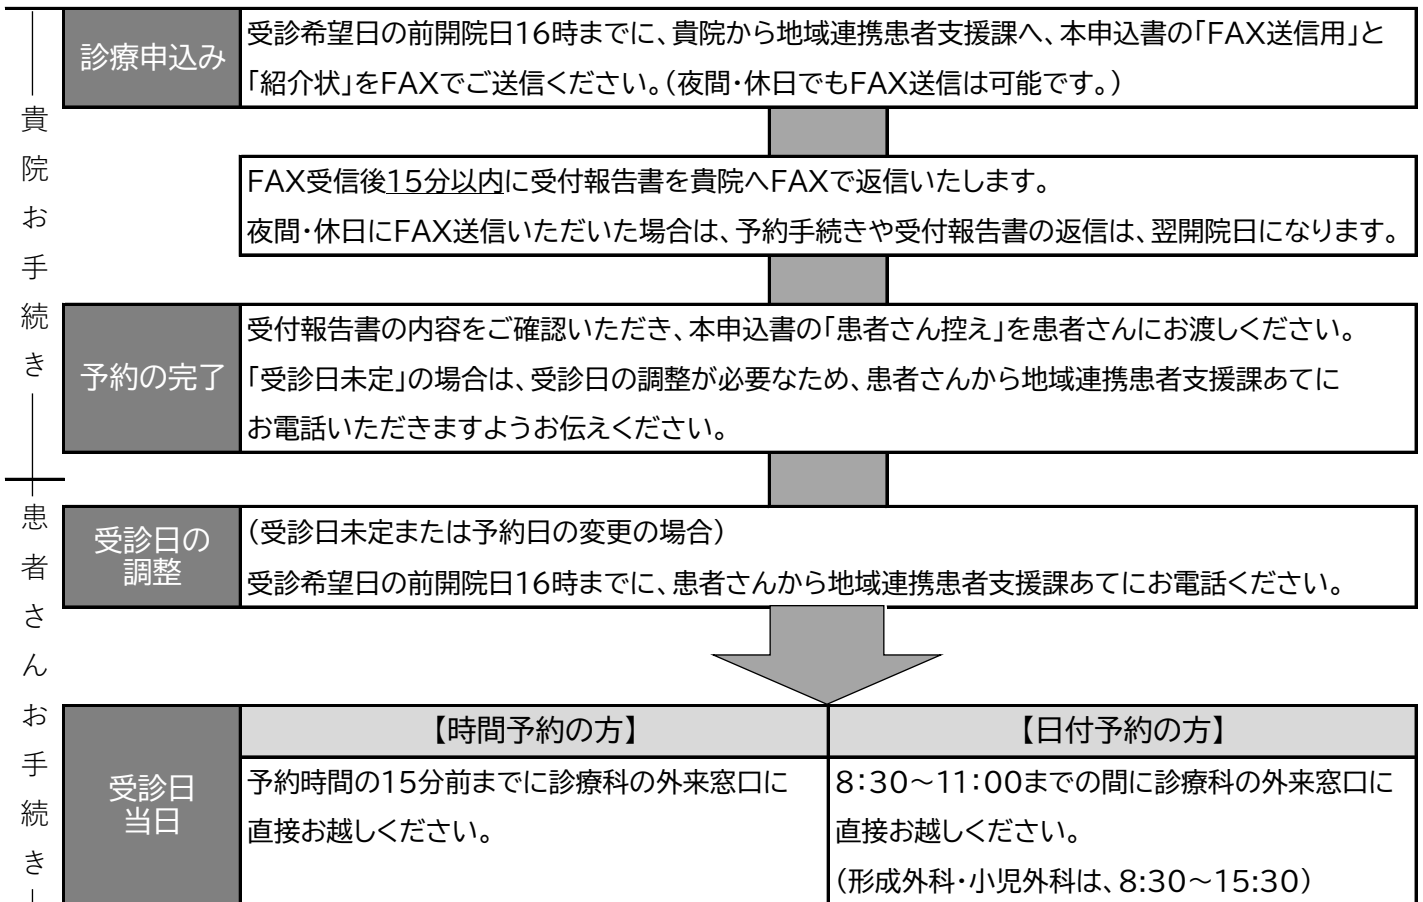 貴院お手続き
診療申込み
受診希望日の前開院日16時までに、貴院から地域連携患者支援課へ、本申込書の「FAX送信用」と
「紹介状」をFAXでご送信ください。(夜間・休日でもFAX送信は可能です。)
FAX受信後15分以内に受付報告書を貴院へFAXで返信いたします。
夜間・休日にFAX送信いただいた場合は、予約手続きや受付報告書の返信は、翌開院日になります。
予約の完了
受付報告書の内容をご確認いただき、本申込書の「患者さん控え」を患者さんにお渡しください。
「受診日未定」の場合は、受診日の調整が必要なため、患者さんから地域連携患者支援課あてに
お電話いただきますようお伝えください。
患者さんお手続き
受診日の
調整
(受診日未定または予約日の変更の場合)
受診希望日の前開院日16時までに、患者さんから地域連携患者支援課あてにお電話ください。
受診日
当日
【時間予約の方】
予約時間の15分前までに診療科の外来窓口に
直接お越しください。
【日付予約の方】
8:30~11:00までの間に診療科の外来窓口に
直接お越しください。
(形成外科・小児外科は、8:30~15:30)